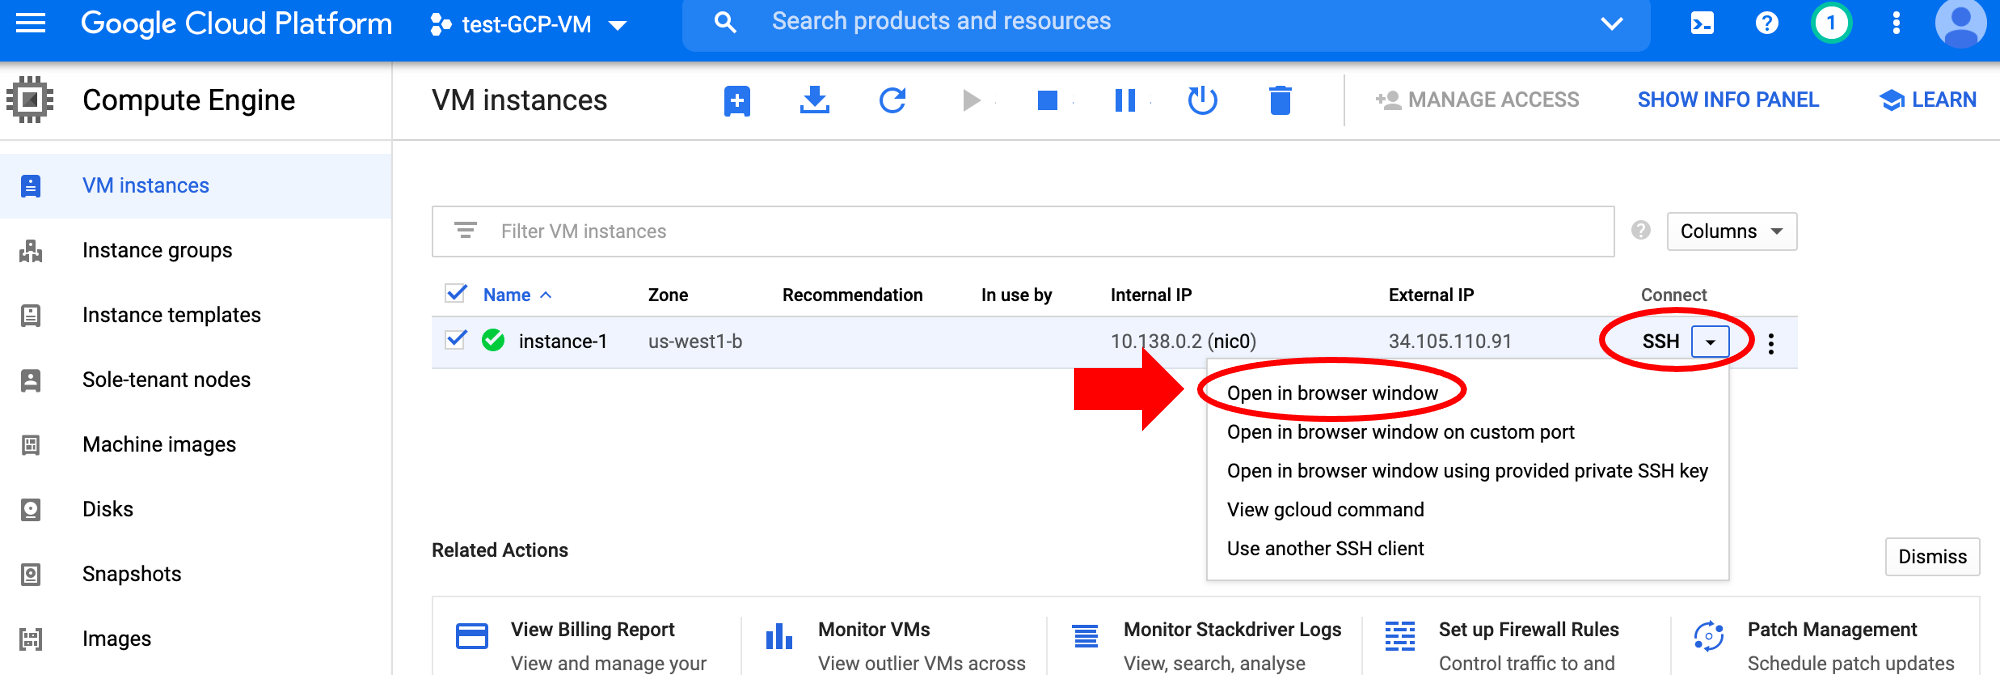 Google Cloud Platform
test-GCP-VM
Search products and resources
1
Compute Engine
VM instances
MANAGE ACCESS
SHOW INFO PANEL
LEARN
VM instances
Instance groups
Instance templates
Sole-tenant nodes
Machine images
Disks
Snapshots
Images
Filter VM instances
Columns
Name
Zone
Recommendation
In use by
Internal IP
External IP
Connect
instance-1
us-west1-b
10.138.0.2 (nic0)
34.105.110.91
SSH
Open in browser window
Open in browser window on custom port
Open in browser window using provided private SSH key
View gcloud command
Use another SSH client
Related Actions
Dismiss
View Billing Report
View and manage your
Monitor VMs
View outlier VMs across
Monitor Stackdriver Logs
View, search, analyse
Set up Firewall Rules
Control traffic to and
Patch Management
Schedule patch updates